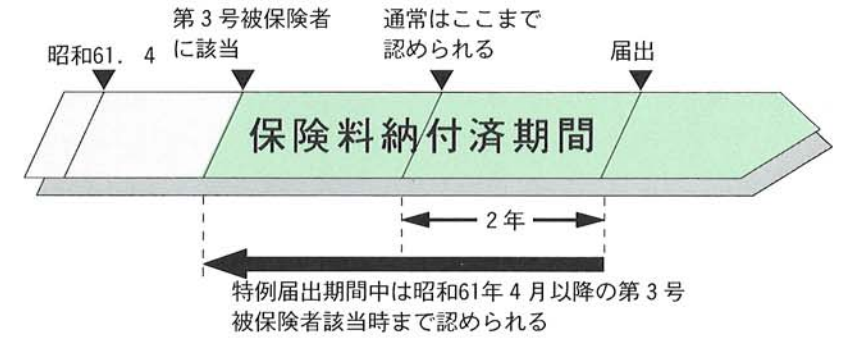 第３号被保険者
に該当
通常はここまで
認められる
昭和61．４
届出
保険料納付済期間
２年
特例届出期間中は昭和61年４月以降の第３号
被保険者該当時まで認められる